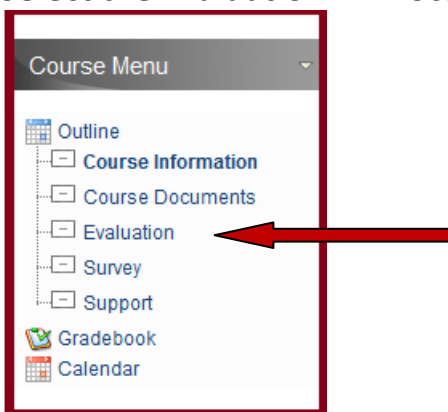 Course Menu
Outline
Course Information
Course Documents
Evaluation
Survey
Support
Gradebook
Calendar